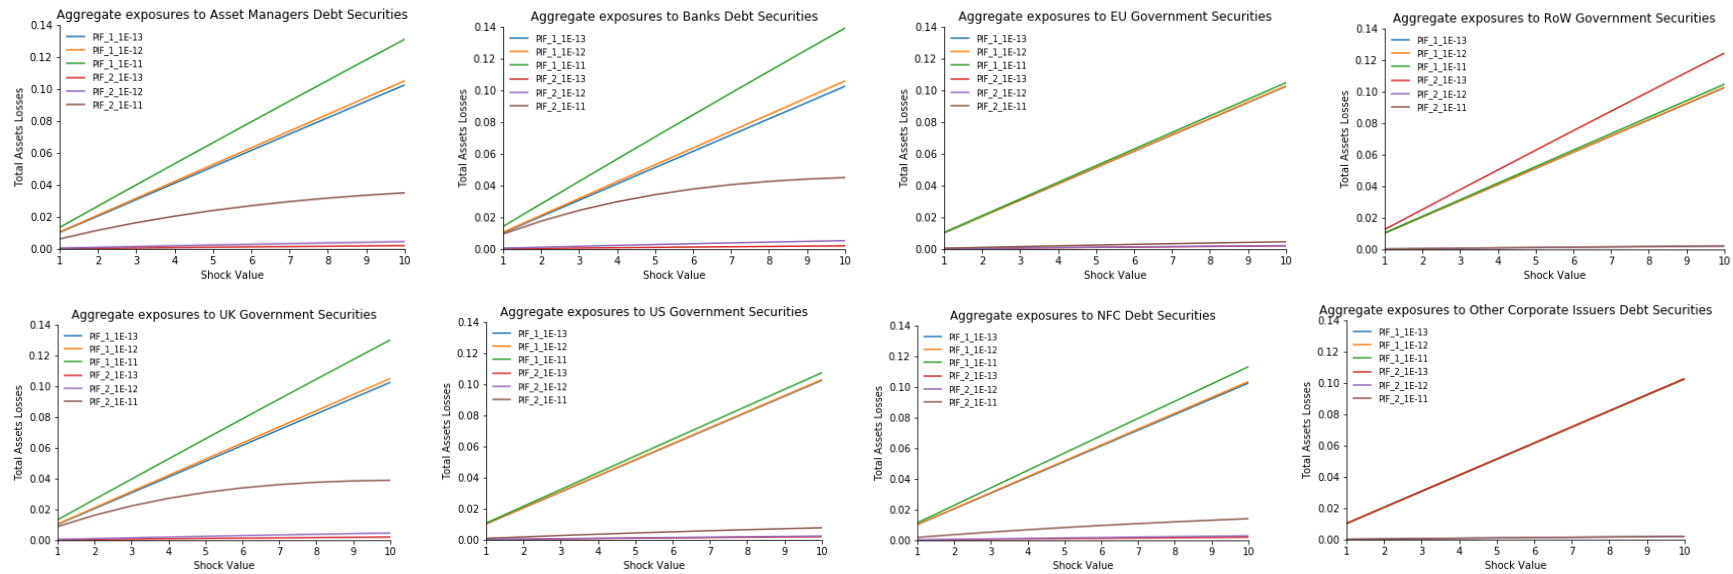 Aggregate exposures to Asset Managers Debt Securities
0.14
0.12
0.10
0.08
0.06
0.04
0.02
0.00
Total Assets Losses
PIF_1_1E-13
PIF_1_1E-12
PIF_1_1E-11
PIF_2_1E-13
PIF_2_1E-12
PIF_2_1E-11
1 2 3 4 5 6 7 8 9 10
Shock Value
Aggregate exposures to Banks Debt Securities
0.14
0.12
0.10
0.08
0.06
0.04
0.02
0.00
Total Assets Losses
PIF_1_1E-13
PIF_1_1E-12
PIF_1_1E-11
PIF_2_1E-13
PIF_2_1E-12
PIF_2_1E-11
1 2 3 4 5 6 7 8 9 10
Shock Value
Aggregate exposures to EU Government Securities
0.14
0.12
0.10
0.08
0.06
0.04
0.02
0.00
Total Assets Losses
PIF_1_1E-13
PIF_1_1E-12
PIF_1_1E-11
PIF_2_1E-13
PIF_2_1E-12
PIF_2_1E-11
1 2 3 4 5 6 7 8 9 10
Shock Value
Aggregate exposures to RoW Government Securities
0.14
0.12
0.10
0.08
0.06
0.04
0.02
0.00
Total Assets Losses
PIF_1_1E-13
PIF_1_1E-12
PIF_1_1E-11
PIF_2_1E-13
PIF_2_1E-12
PIF_2_1E-11
1 2 3 4 5 6 7 8 9 10
Shock Value
Aggregate exposures to UK Government Securities
0.14
0.12
0.10
0.08
0.06
0.04
0.02
0.00
Total Assets Losses
PIF_1_1E-13
PIF_1_1E-12
PIF_1_1E-11
PIF_2_1E-13
PIF_2_1E-12
PIF_2_1E-11
1 2 3 4 5 6 7 8 9 10
Shock Value
Aggregate exposures to US Government Securities
0.14
0.12
0.10
0.08
0.06
0.04
0.02
0.00
Total Assets Losses
PIF_1_1E-13
PIF_1_1E-12
PIF_1_1E-11
PIF_2_1E-13
PIF_2_1E-12
PIF_2_1E-11
1 2 3 4 5 6 7 8 9 10
Shock Value
Aggregate exposures to NFC Debt Securities
0.14
0.12
0.10
0.08
0.06
0.04
0.02
0.00
Total Assets Losses
PIF_1_1E-13
PIF_1_1E-12
PIF_1_1E-11
PIF_2_1E-13
PIF_2_1E-12
PIF_2_1E-11
1 2 3 4 5 6 7 8 9 10
Shock Value
Aggregate exposures to Other Corporate Issuers Debt Securities
0.14
0.12
0.10
0.08
0.06
0.04
0.02
0.00
Total Assets Losses
PIF_1_1E-13
PIF_1_1E-12
PIF_1_1E-11
PIF_2_1E-13
PIF_2_1E-12
PIF_2_1E-11
1 2 3 4 5 6 7 8 9 10
Shock Value